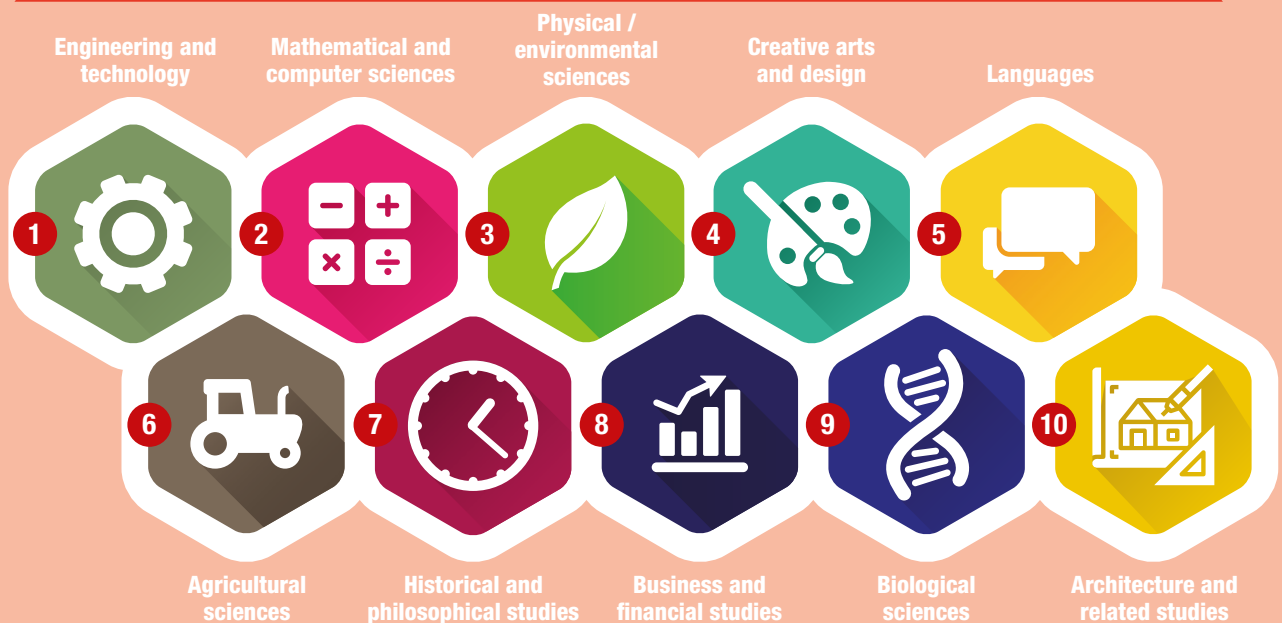 Engineering and
technology
Mathematical and
computer sciences
Physical /
environmental
sciences
Creative arts
and design
Languages
1
2
3
4
5
6
7
8
9
10
Agricultural
sciences
Historical and
philosophical studies
Business and
financial studies
Biological
sciences
Architecture and
related studies